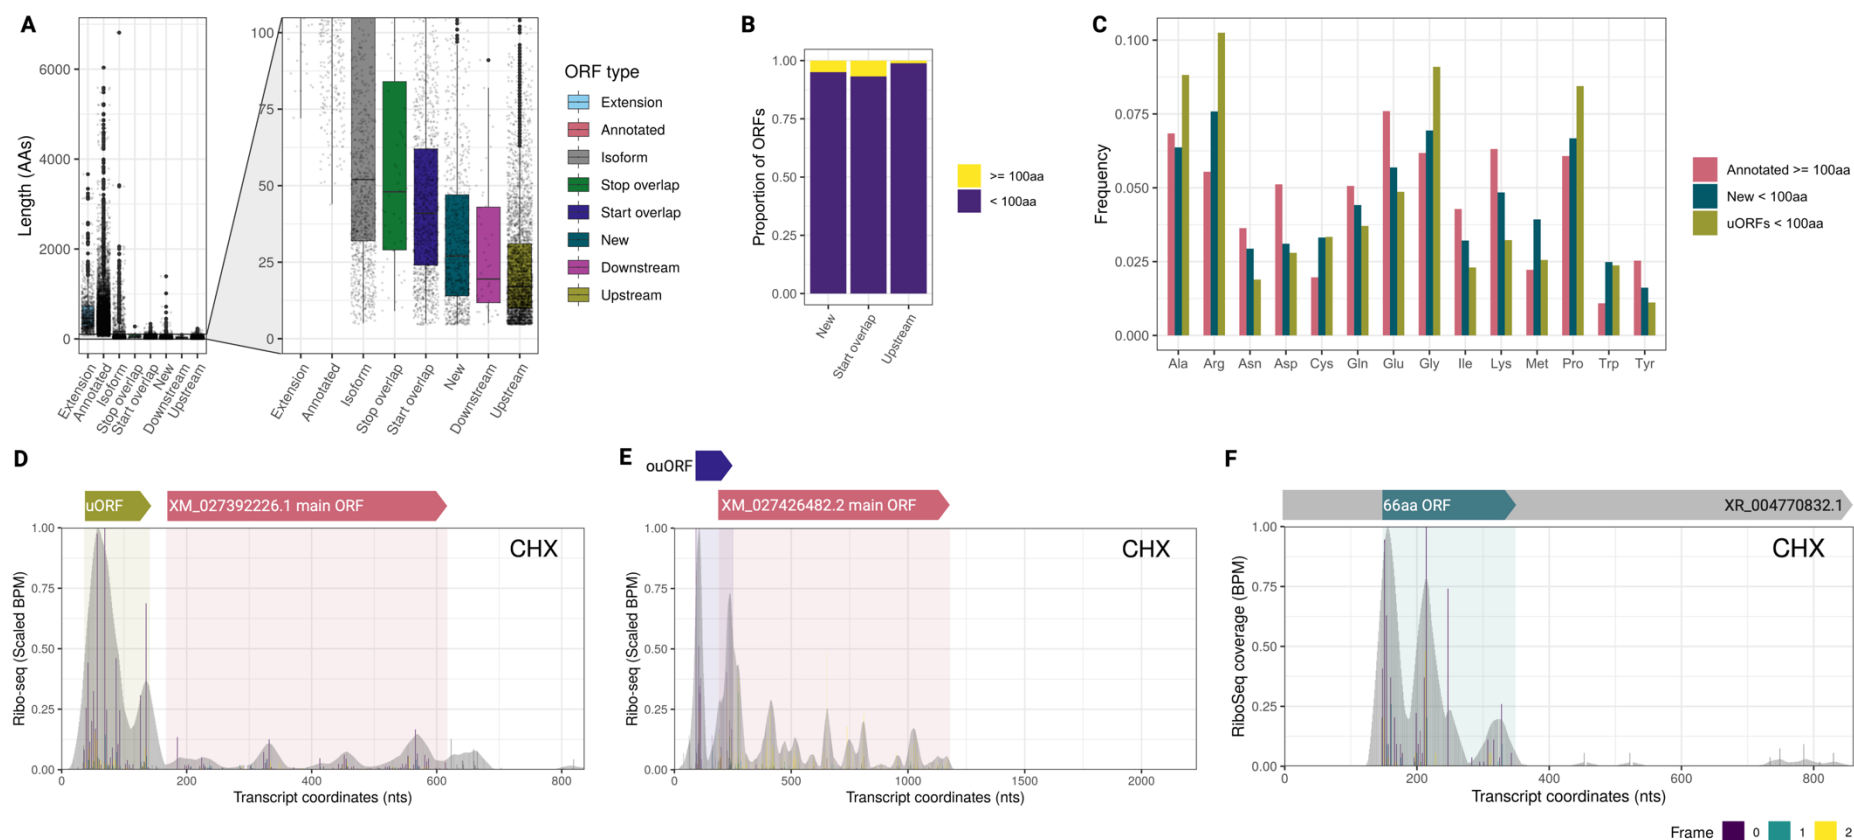 A
Length (AAs)
6000
4000
2000
0
Extension
Annotated
Isoform
Stop overlap
Start overlap
New
Downstream
Upstream
100
75
50
25
0
Extension
Annotated
Isoform
Stop overlap
Start overlap
New
Downstream
Upstream
ORF type
Extension
Annotated
Isoform
Stop overlap
Start overlap
New
Downstream
Upstream
B
Proportion of ORFs
1.00
0.75
0.50
0.25
0.00
New
Start overlap
Upstream
>= 100aa
< 100aa
C
Frequency
0.100
0.075
0.050
0.025
0.000
Ala Arg Asn Asp Cys Gln Glu Gly Ile Lys Met Pro Trp Tyr
Annotated >= 100aa
New < 100aa
uORFs < 100aa
D
uORF
XM_027392226.1 main ORF
CHX
Ribo-seq (Scaled BPM)
1.00
0.75
0.50
0.25
0.00
0 200 400 600 800
Transcript coordinates (nts)
E
ouORF
XM_027426482.2 main ORF
CHX
Ribo-seq (Scaled BPM)
1.00
0.75
0.50
0.25
0.00
0 500 1000 1500 2000
Transcript coordinates (nts)
F
66aa ORF
XR_004770832.1
CHX
RiboSeq coverage (BPM)
1.00
0.75
0.50
0.25
0.00
0 200 400 600 800
Transcript coordinates (nts)
Frame 0 1 2